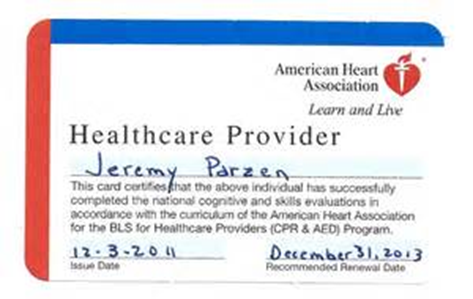 American Heart
Association
Learn and Live
Healthcare Provider
Jeremy Parzen
This card certifies that the above individual has successfully
completed the national cognitive and skills evaluations in
accordance with the curriculum of the American Heart Association
for the BLS for Healthcare Providers (CPR & AED) Program.
12-3-2011 December 31, 2013
Issue Date Recommended Renewal Date